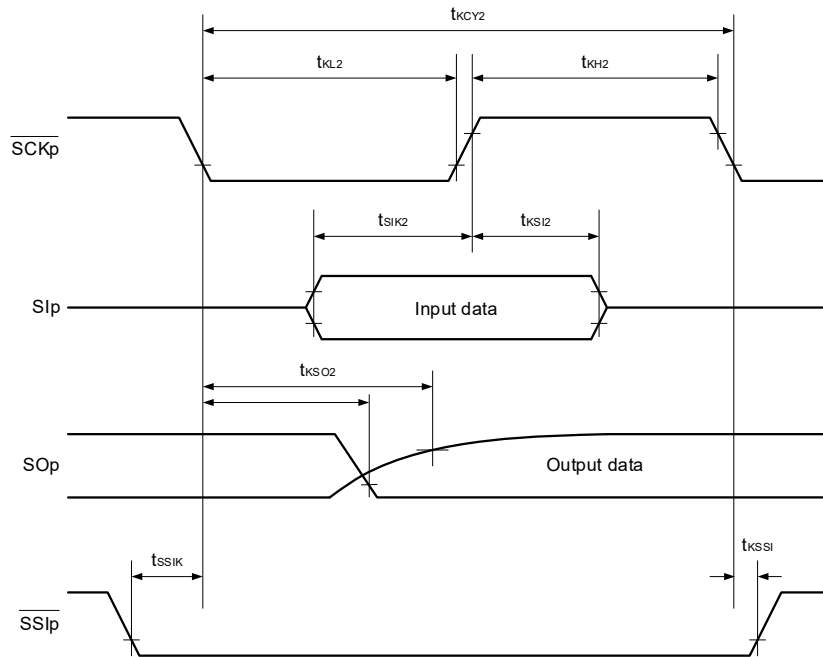 tKCY2
tKL2
tKH2
SCKp
tSIK2
tKSI2
SIp
Input data
tKSO2
SOp
Output data
tSSIK
tKSSI
SSIp